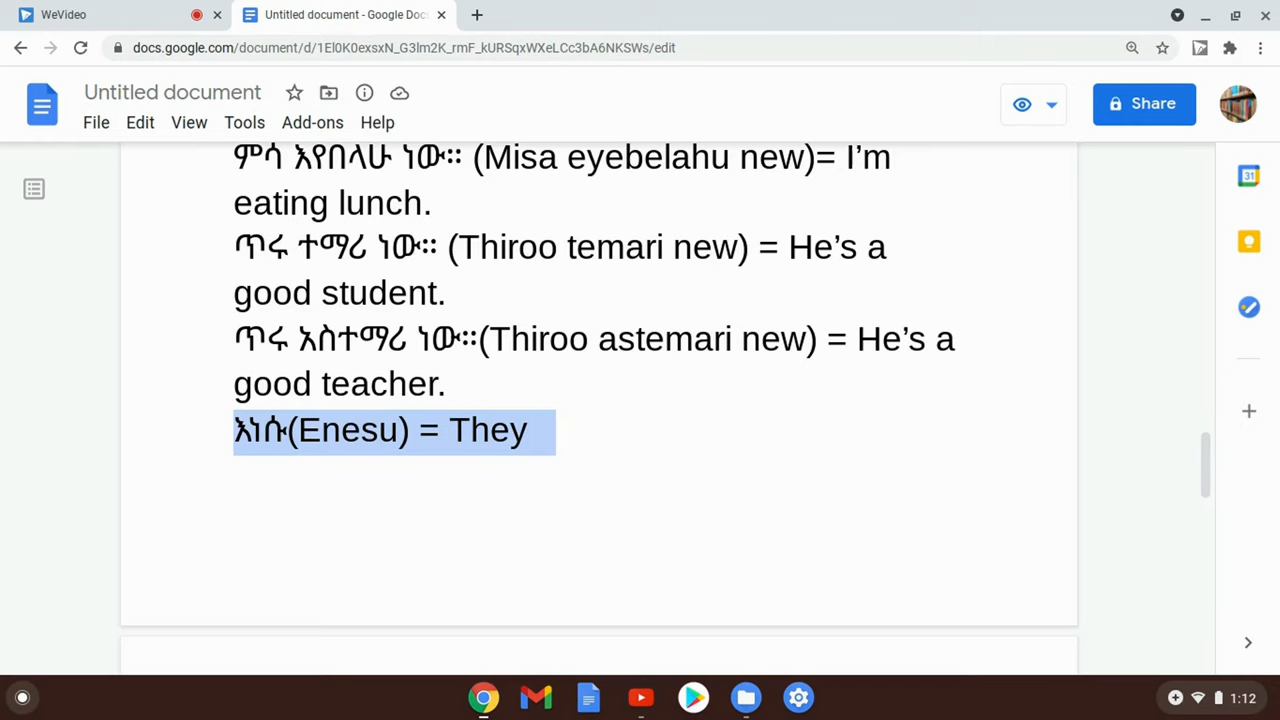 WeVideo
Untitled document - Google Docs
docs.google.com/document/d/1El0K0exsxN_G3lm2K_rmF_kURSqxWXeLCc3bA6NKSWs/edit
Untitled document
File Edit View Tools Add-ons Help
Share
31
ምሳ እየበላሁ ነው። (Misa eyebelahu new)= I’m
eating lunch.
ጥሩ ተማሪ ነው። (Thiroo temari new) = He’s a
good student.
ጥሩ አስተማሪ ነው።(Thiroo astemari new) = He’s a
good teacher.
እነሱ(Enesu) = They
1:12